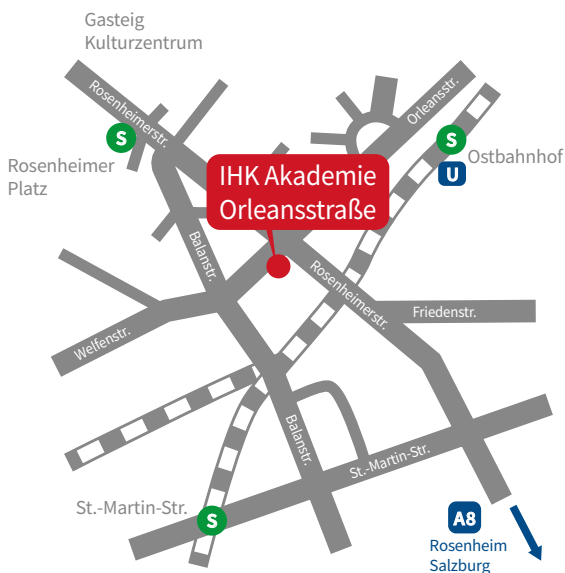 Gasteig
Kulturzentrum
Rosenheimerstr.
Orleansstr.
S
S
Ostbahnhof
U
Rosenheimer
Platz
IHK Akademie
Orleansstraße
Balanstr.
Rosenheimerstr.
Friedenstr.
Welfenstr.
Balanstr.
St.-Martin-Str.
St.-Martin-Str.
S
A8
Rosenheim
Salzburg